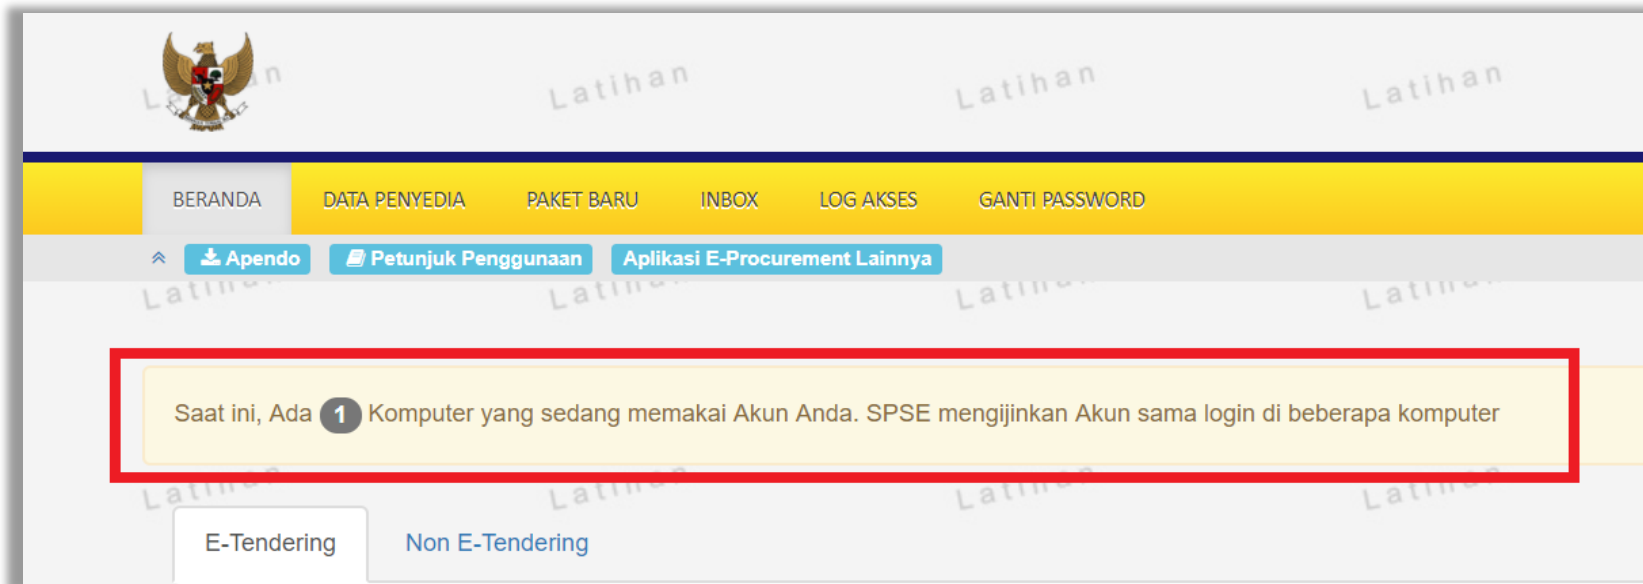 Latihan Latihan Latihan
BERANDA DATA PENYEDIA PAKET BARU INBOX LOG AKSES GANTI PASSWORD
Apendo Petunjuk Penggunaan Aplikasi E-Procurement Lainnya
Saat ini, Ada 1 Komputer yang sedang memakai Akun Anda. SPSE mengijinkan Akun sama login di beberapa komputer
E-Tendering Non E-Tendering